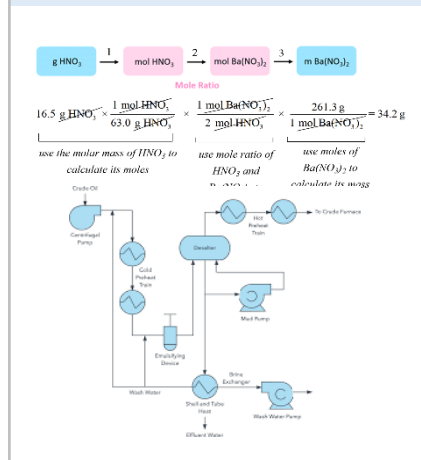 1 2 3
g HNO₃ mol HNO₃ mol Ba(NO₃)₂ m Ba(NO₃)₂
Mole Ratio
16.5 g HNO₃ × 1 mol HNO₃ / 63.0 g HNO₃ × 1 mol Ba(NO₃)₂ / 2 mol HNO₃ × 261.3 g / 1 mol Ba(NO₃)₂ = 34.2 g
use the molar mass of HNO₃ to
calculate its moles
use mole ratio of
HNO₃ and
use moles of
Ba(NO₃)₂ to
calculate its mass
Crude Oil
Centrifugal
Pump
Cold
Preheat
Train
Hot
Preheat
Train
To Crude Furnace
Desalter
Mud Pump
Emulsifying
Device
Wash Water
Brine
Exchanger
Shell and Tube
Heat
Wash Water Pump
Effluent Water